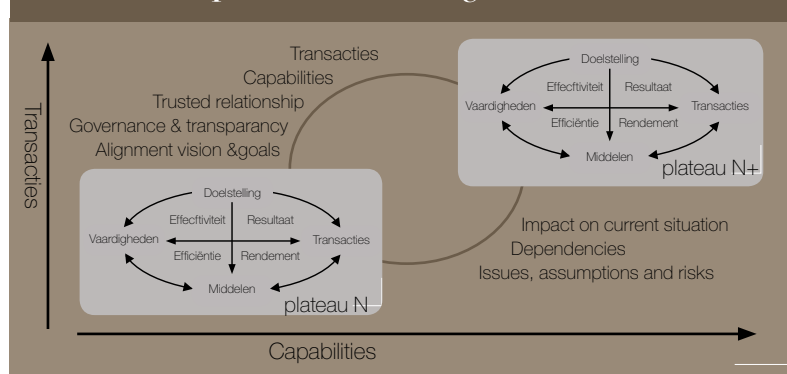 Transacties
Capabilities
Trusted relationship
Governance & transparancy
Alignment vision &goals
Transacties
Doelstelling
Effecftiviteit Resultaat
Vaardigheden Transacties
Efficiëntie Rendement
Middelen
plateau N+
Doelstelling
Effecftiviteit Resultaat
Vaardigheden Transacties
Efficiëntie Rendement
Middelen
plateau N
Impact on current situation
Dependencies
Issues, assumptions and risks
Capabilities